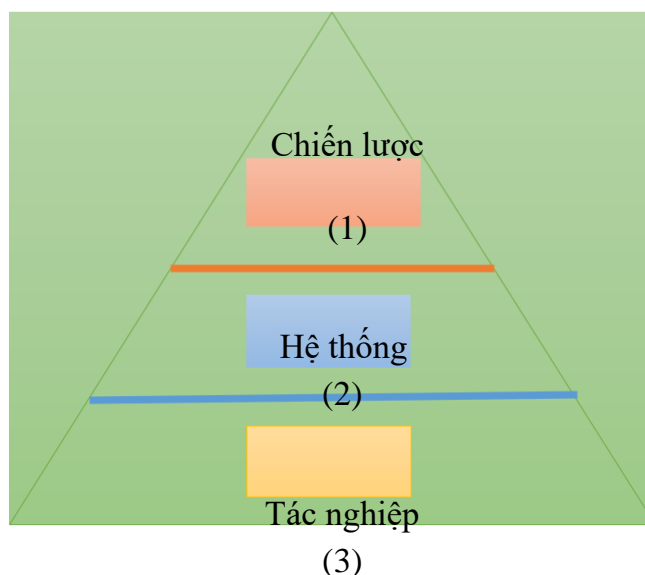 Chiến lược
(1)
Hệ thống
(2)
Tác nghiệp
(3)